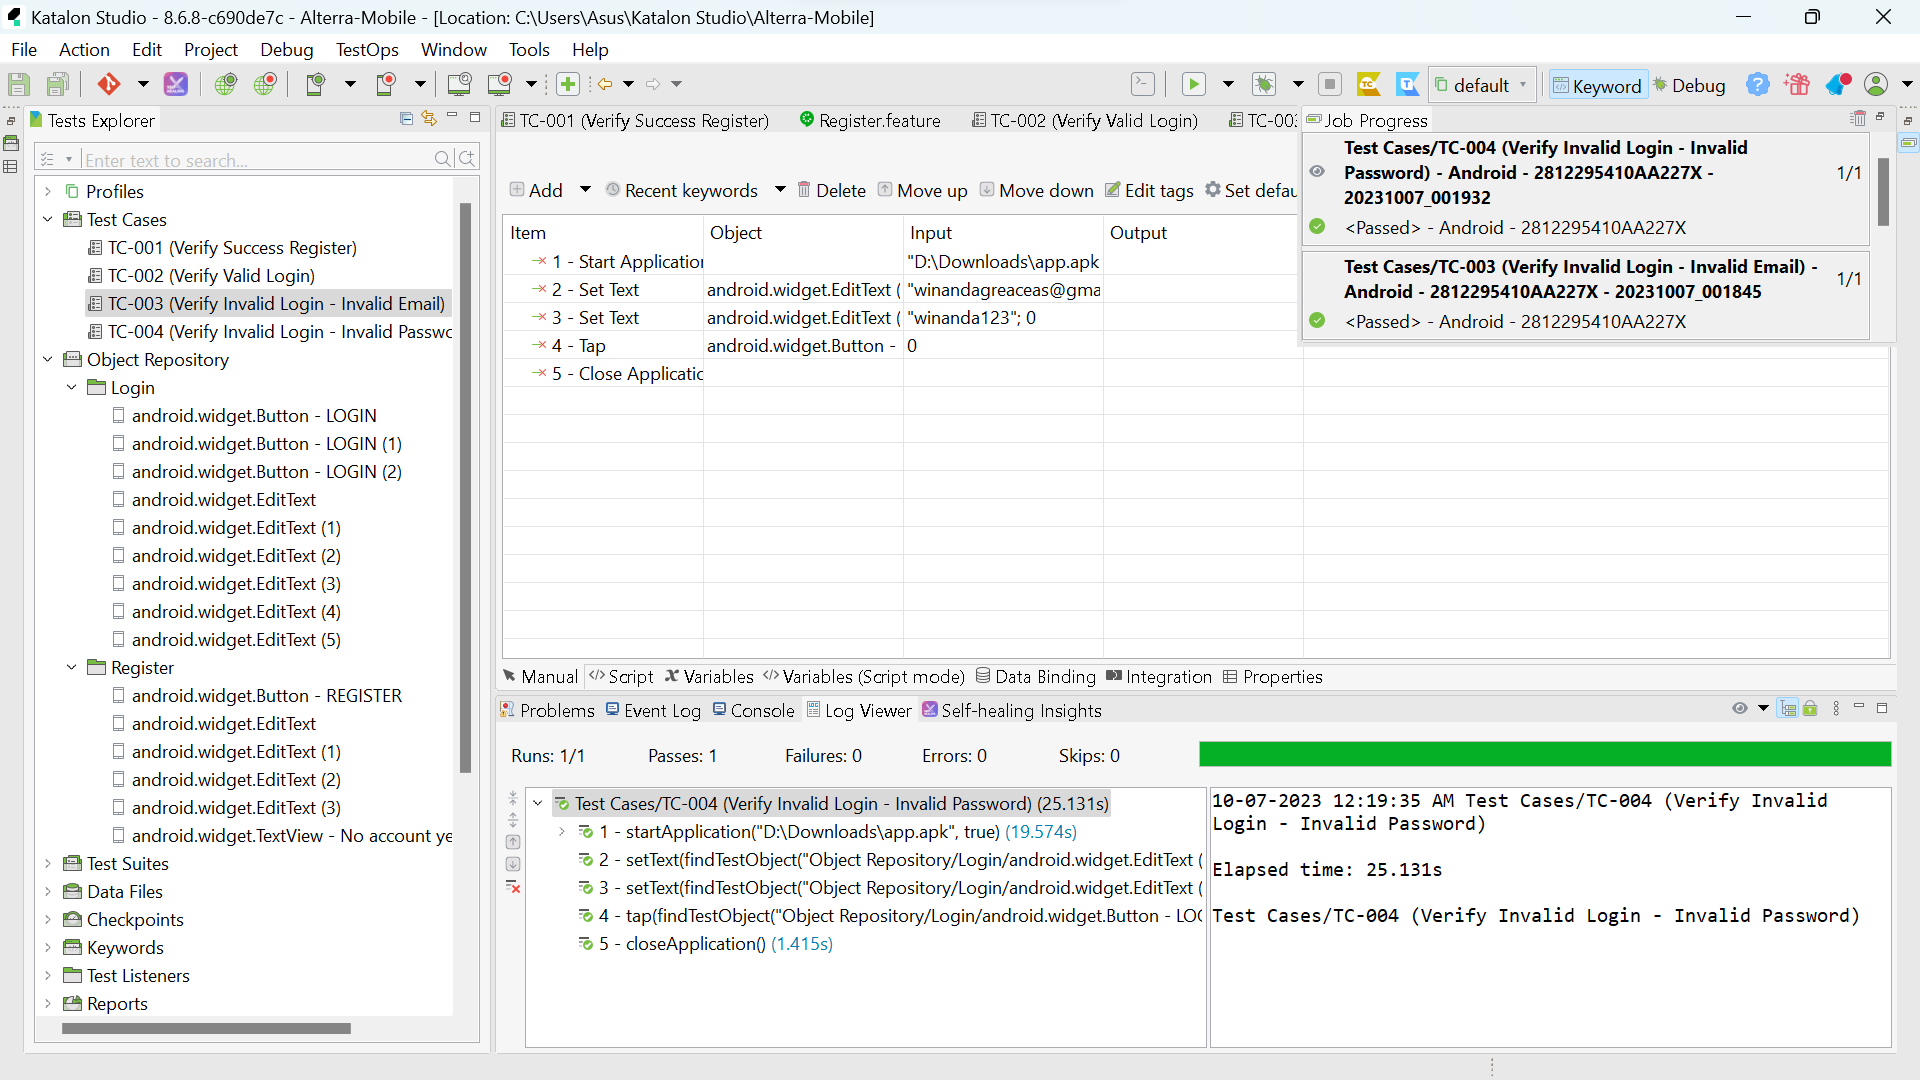 Katalon Studio - 8.6.8-c690de7c - Alterra-Mobile - [Location: C:\Users\Asus\Katalon Studio\Alterra-Mobile]
File Action Edit Project Debug TestOps Window Tools Help
default Keyword Debug
Tests Explorer
Enter text to search...
Profiles
Test Cases
TC-001 (Verify Success Register)
TC-002 (Verify Valid Login)
TC-003 (Verify Invalid Login - Invalid Email)
TC-004 (Verify Invalid Login - Invalid Passwo
Object Repository
Login
android.widget.Button - LOGIN
android.widget.Button - LOGIN (1)
android.widget.Button - LOGIN (2)
android.widget.EditText
android.widget.EditText (1)
android.widget.EditText (2)
android.widget.EditText (3)
android.widget.EditText (4)
android.widget.EditText (5)
Register
android.widget.Button - REGISTER
android.widget.EditText
android.widget.EditText (1)
android.widget.EditText (2)
android.widget.EditText (3)
android.widget.TextView - No account ye
Test Suites
Data Files
Checkpoints
Keywords
Test Listeners
Reports
TC-001 (Verify Success Register) Register.feature TC-002 (Verify Valid Login) TC-003
Add Recent keywords Delete Move up Move down Edit tags Set defau
Item Object Input Output
1 - Start Application "D:\Downloads\app.apk
2 - Set Text android.widget.EditText ( "winandagreaceas@gma
3 - Set Text android.widget.EditText ( "winanda123"; 0
4 - Tap android.widget.Button - 0
5 - Close Applicatic
Job Progress
Test Cases/TC-004 (Verify Invalid Login - Invalid
Password) - Android - 2812295410AA227X -
20231007_001932
1/1
<Passed> - Android - 2812295410AA227X
Test Cases/TC-003 (Verify Invalid Login - Invalid Email) -
Android - 2812295410AA227X - 20231007_001845
1/1
<Passed> - Android - 2812295410AA227X
Manual Script Variables Variables (Script mode) Data Binding Integration Properties
Problems Event Log Console Log Viewer Self-healing Insights
Runs: 1/1 Passes: 1 Failures: 0 Errors: 0 Skips: 0
Test Cases/TC-004 (Verify Invalid Login - Invalid Password) (25.131s)
1 - startApplication("D:\Downloads\app.apk", true) (19.574s)
2 - setText(findTestObject("Object Repository/Login/android.widget.EditText (
3 - setText(findTestObject("Object Repository/Login/android.widget.EditText (
4 - tap(findTestObject("Object Repository/Login/android.widget.Button - LOG
5 - closeApplication() (1.415s)
10-07-2023 12:19:35 AM Test Cases/TC-004 (Verify Invalid
Login - Invalid Password)
Elapsed time: 25.131s
Test Cases/TC-004 (Verify Invalid Login - Invalid Password)